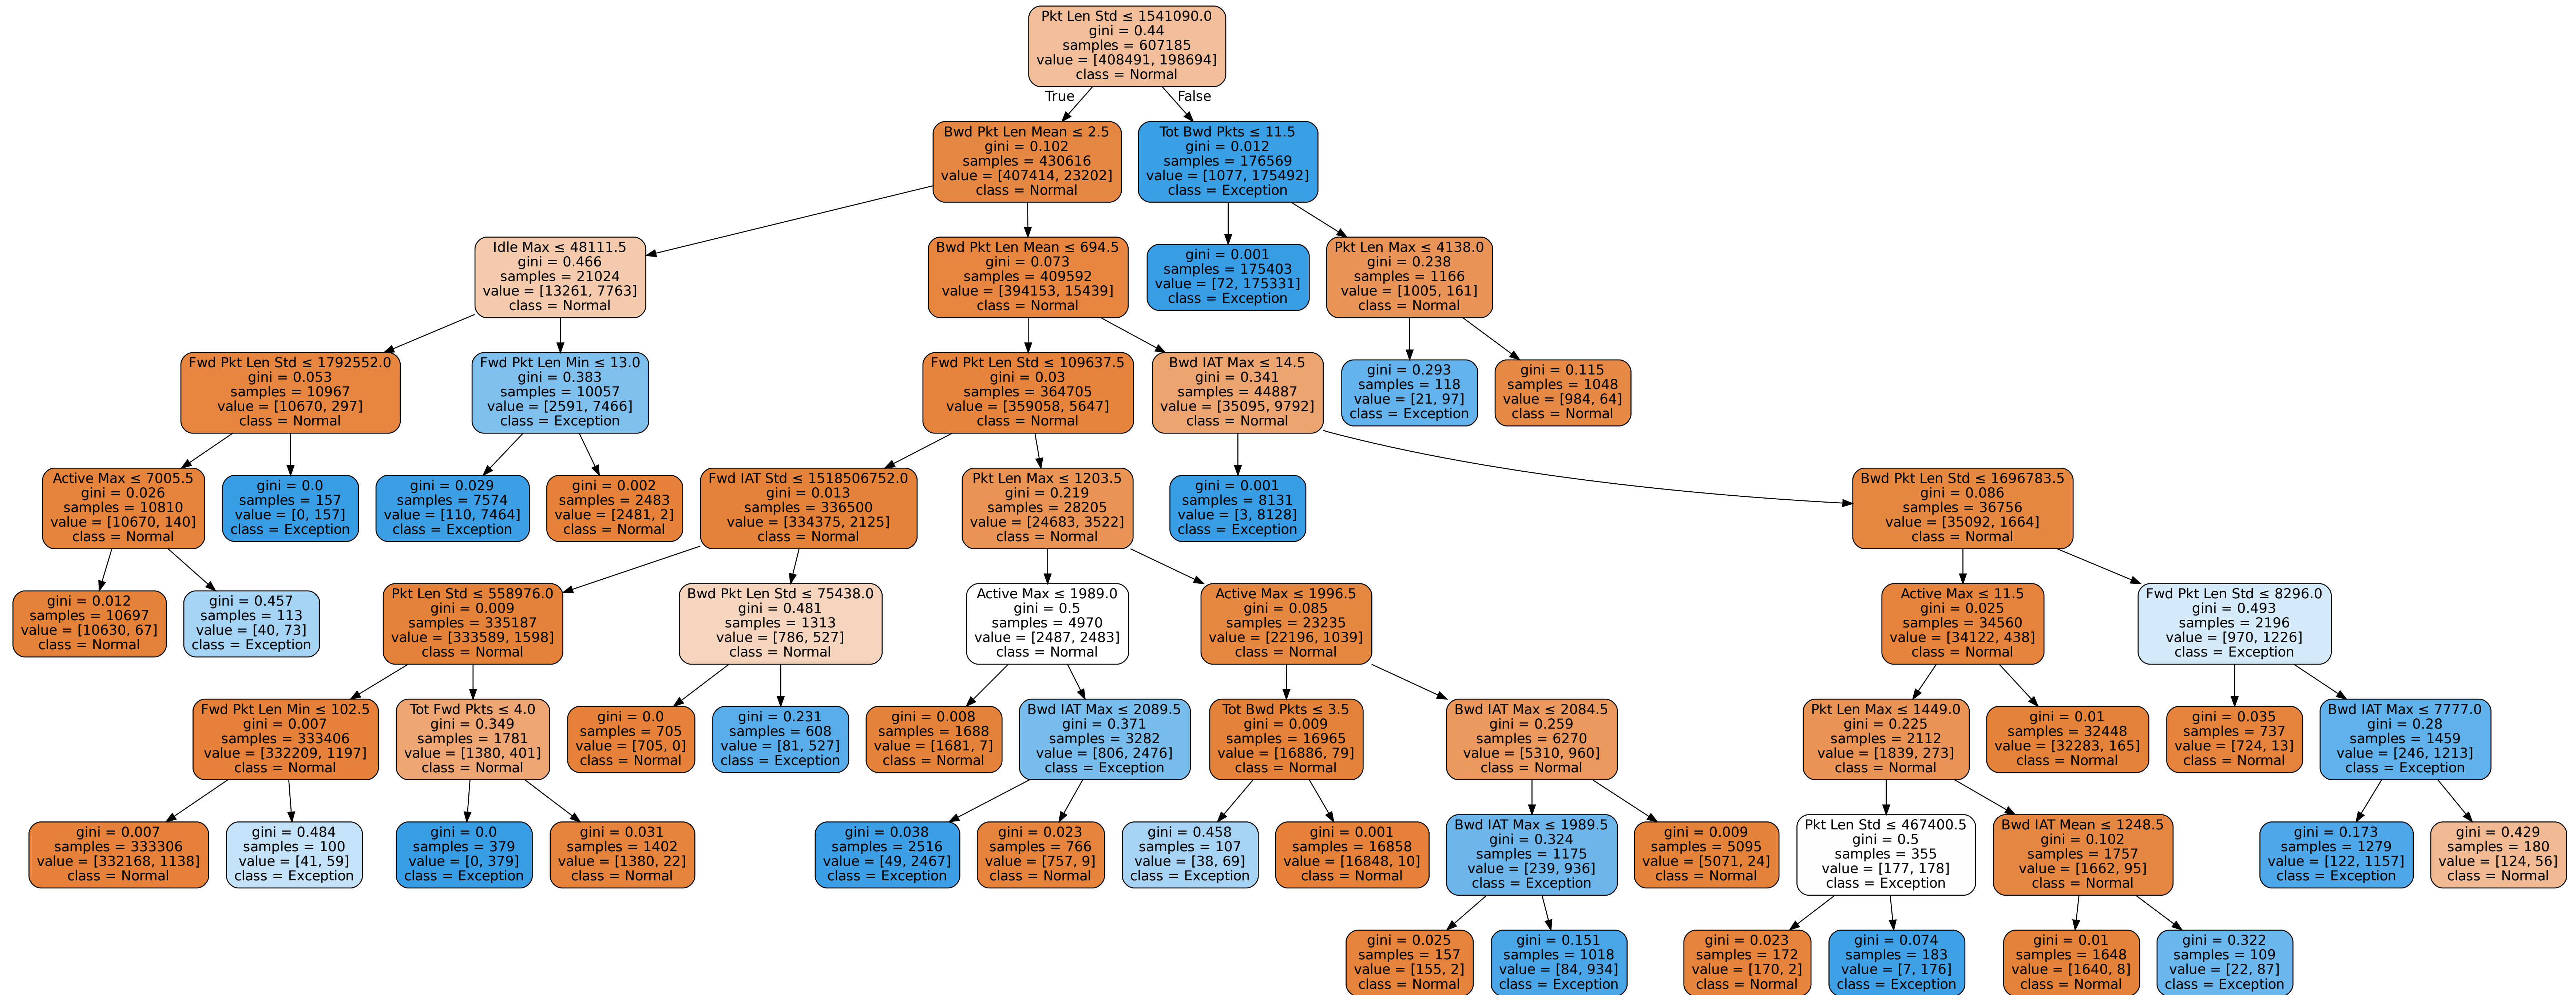 Pkt Len Std ≤ 1541090.0
gini = 0.44
samples = 607185
value = [408491, 198694]
class = Normal
True
False
Bwd Pkt Len Mean ≤ 2.5
gini = 0.102
samples = 430616
value = [407414, 23202]
class = Normal
Tot Bwd Pkts ≤ 11.5
gini = 0.012
samples = 176569
value = [1077, 175492]
class = Exception
Idle Max ≤ 48111.5
gini = 0.466
samples = 21024
value = [13261, 7763]
class = Normal
Bwd Pkt Len Mean ≤ 694.5
gini = 0.073
samples = 409592
value = [394153, 15439]
class = Normal
gini = 0.001
samples = 175403
value = [72, 175331]
class = Exception
Pkt Len Max ≤ 4138.0
gini = 0.238
samples = 1166
value = [1005, 161]
class = Normal
Fwd Pkt Len Std ≤ 1792552.0
gini = 0.053
samples = 10967
value = [10670, 297]
class = Normal
Fwd Pkt Len Min ≤ 13.0
gini = 0.383
samples = 10057
value = [2591, 7466]
class = Exception
Fwd Pkt Len Std ≤ 109637.5
gini = 0.03
samples = 364705
value = [359058, 5647]
class = Normal
Bwd IAT Max ≤ 14.5
gini = 0.341
samples = 44887
value = [35095, 9792]
class = Normal
gini = 0.293
samples = 118
value = [21, 97]
class = Exception
gini = 0.115
samples = 1048
value = [984, 64]
class = Normal
Active Max ≤ 7005.5
gini = 0.026
samples = 10810
value = [10670, 140]
class = Normal
gini = 0.0
samples = 157
value = [0, 157]
class = Exception
gini = 0.029
samples = 7574
value = [110, 7464]
class = Exception
gini = 0.002
samples = 2483
value = [2481, 2]
class = Normal
Fwd IAT Std ≤ 1518506752.0
gini = 0.013
samples = 336500
value = [334375, 2125]
class = Normal
Pkt Len Max ≤ 1203.5
gini = 0.219
samples = 28205
value = [24683, 3522]
class = Normal
gini = 0.001
samples = 8131
value = [3, 8128]
class = Exception
Bwd Pkt Len Std ≤ 1696783.5
gini = 0.086
samples = 36756
value = [35092, 1664]
class = Normal
gini = 0.012
samples = 10697
value = [10630, 67]
class = Normal
gini = 0.457
samples = 113
value = [40, 73]
class = Exception
Pkt Len Std ≤ 558976.0
gini = 0.009
samples = 335187
value = [333589, 1598]
class = Normal
Bwd Pkt Len Std ≤ 75438.0
gini = 0.481
samples = 1313
value = [786, 527]
class = Normal
Active Max ≤ 1989.0
gini = 0.5
samples = 4970
value = [2487, 2483]
class = Normal
Active Max ≤ 1996.5
gini = 0.085
samples = 23235
value = [22196, 1039]
class = Normal
Active Max ≤ 11.5
gini = 0.025
samples = 34560
value = [34122, 438]
class = Normal
Fwd Pkt Len Std ≤ 8296.0
gini = 0.493
samples = 2196
value = [970, 1226]
class = Exception
Fwd Pkt Len Min ≤ 102.5
gini = 0.007
samples = 333406
value = [332209, 1197]
class = Normal
Tot Fwd Pkts ≤ 4.0
gini = 0.349
samples = 1781
value = [1380, 401]
class = Normal
gini = 0.0
samples = 705
value = [705, 0]
class = Normal
gini = 0.231
samples = 608
value = [81, 527]
class = Exception
gini = 0.008
samples = 1688
value = [1681, 7]
class = Normal
Bwd IAT Max ≤ 2089.5
gini = 0.371
samples = 3282
value = [806, 2476]
class = Exception
Tot Bwd Pkts ≤ 3.5
gini = 0.009
samples = 16965
value = [16886, 79]
class = Normal
Bwd IAT Max ≤ 2084.5
gini = 0.259
samples = 6270
value = [5310, 960]
class = Normal
Pkt Len Max ≤ 1449.0
gini = 0.225
samples = 2112
value = [1839, 273]
class = Normal
gini = 0.01
samples = 32448
value = [32283, 165]
class = Normal
gini = 0.035
samples = 737
value = [724, 13]
class = Normal
Bwd IAT Max ≤ 7777.0
gini = 0.28
samples = 1459
value = [246, 1213]
class = Exception
gini = 0.007
samples = 333306
value = [332168, 1138]
class = Normal
gini = 0.484
samples = 100
value = [41, 59]
class = Exception
gini = 0.0
samples = 379
value = [0, 379]
class = Exception
gini = 0.031
samples = 1402
value = [1380, 22]
class = Normal
gini = 0.038
samples = 2516
value = [49, 2467]
class = Exception
gini = 0.023
samples = 766
value = [757, 9]
class = Normal
gini = 0.458
samples = 107
value = [38, 69]
class = Exception
gini = 0.001
samples = 16858
value = [16848, 10]
class = Normal
Bwd IAT Max ≤ 1989.5
gini = 0.324
samples = 1175
value = [239, 936]
class = Exception
gini = 0.009
samples = 5095
value = [5071, 24]
class = Normal
Pkt Len Std ≤ 467400.5
gini = 0.5
samples = 355
value = [177, 178]
class = Exception
Bwd IAT Mean ≤ 1248.5
gini = 0.102
samples = 1757
value = [1662, 95]
class = Normal
gini = 0.173
samples = 1279
value = [122, 1157]
class = Exception
gini = 0.429
samples = 180
value = [124, 56]
class = Normal
gini = 0.025
samples = 157
value = [155, 2]
class = Normal
gini = 0.151
samples = 1018
value = [84, 934]
class = Exception
gini = 0.023
samples = 172
value = [170, 2]
class = Normal
gini = 0.074
samples = 183
value = [7, 176]
class = Exception
gini = 0.01
samples = 1648
value = [1640, 8]
class = Normal
gini = 0.322
samples = 109
value = [22, 87]
class = Exception